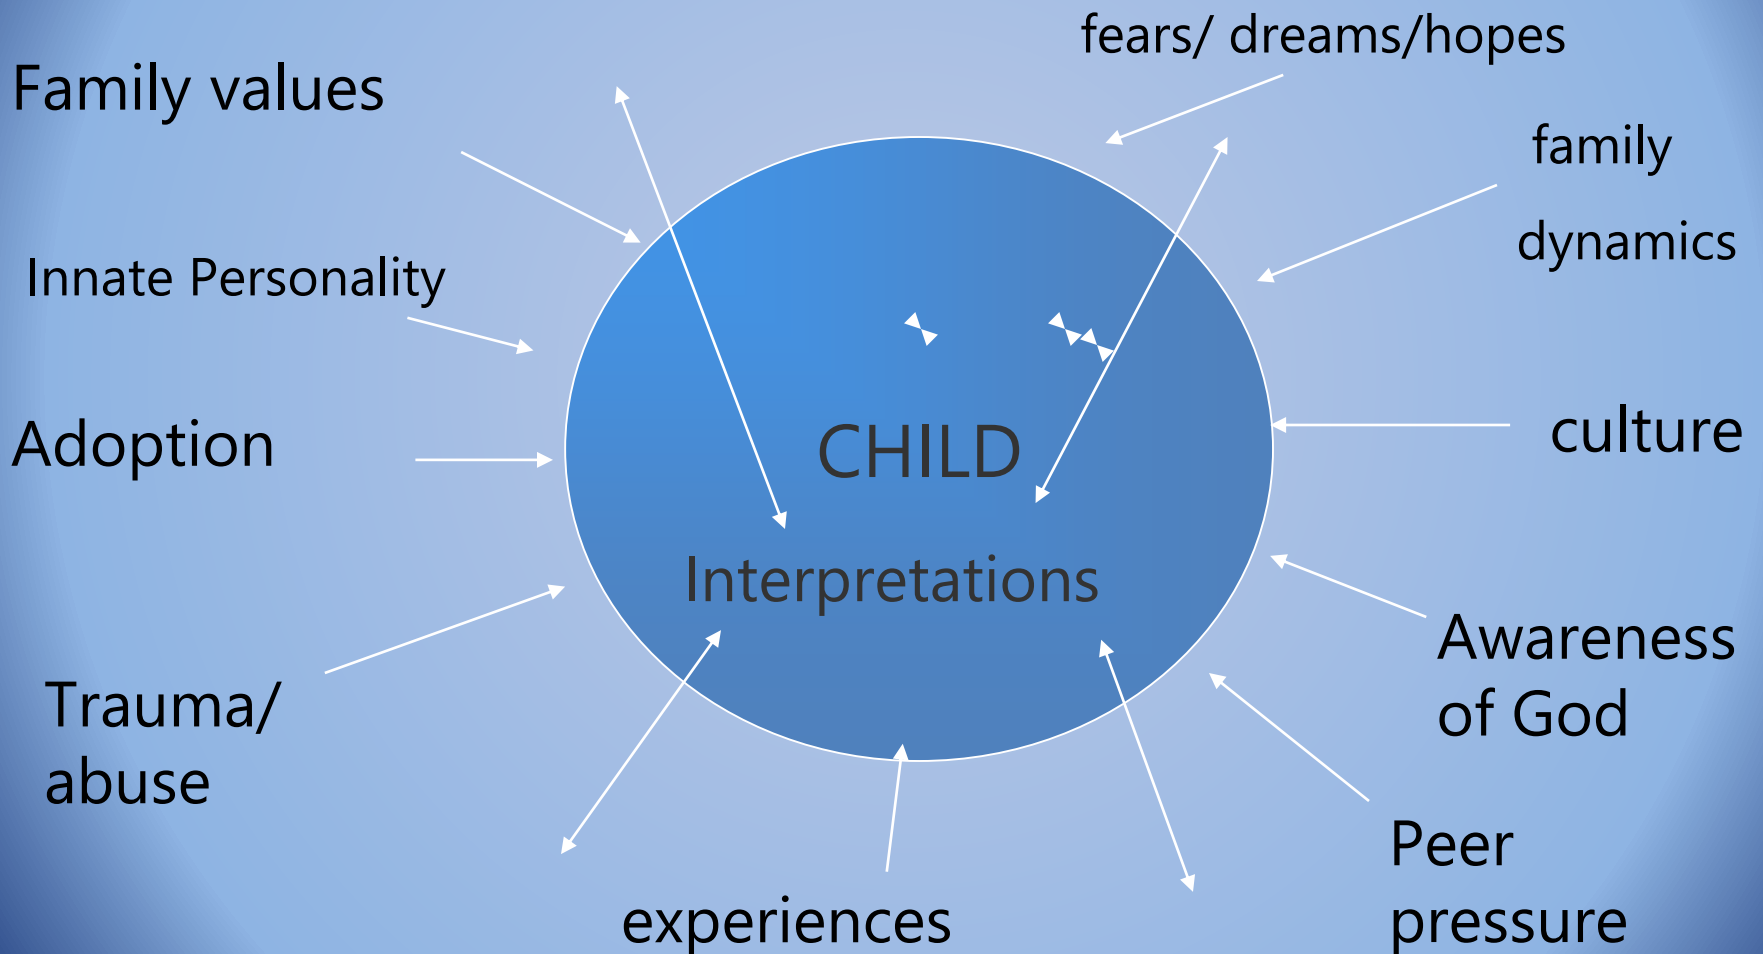 fears/ dreams/hopes
Family values
family
dynamics
Innate Personality
Adoption
CHILD
culture
Interpretations
Awareness
of God
Trauma/
abuse
Peer
pressure
experiences